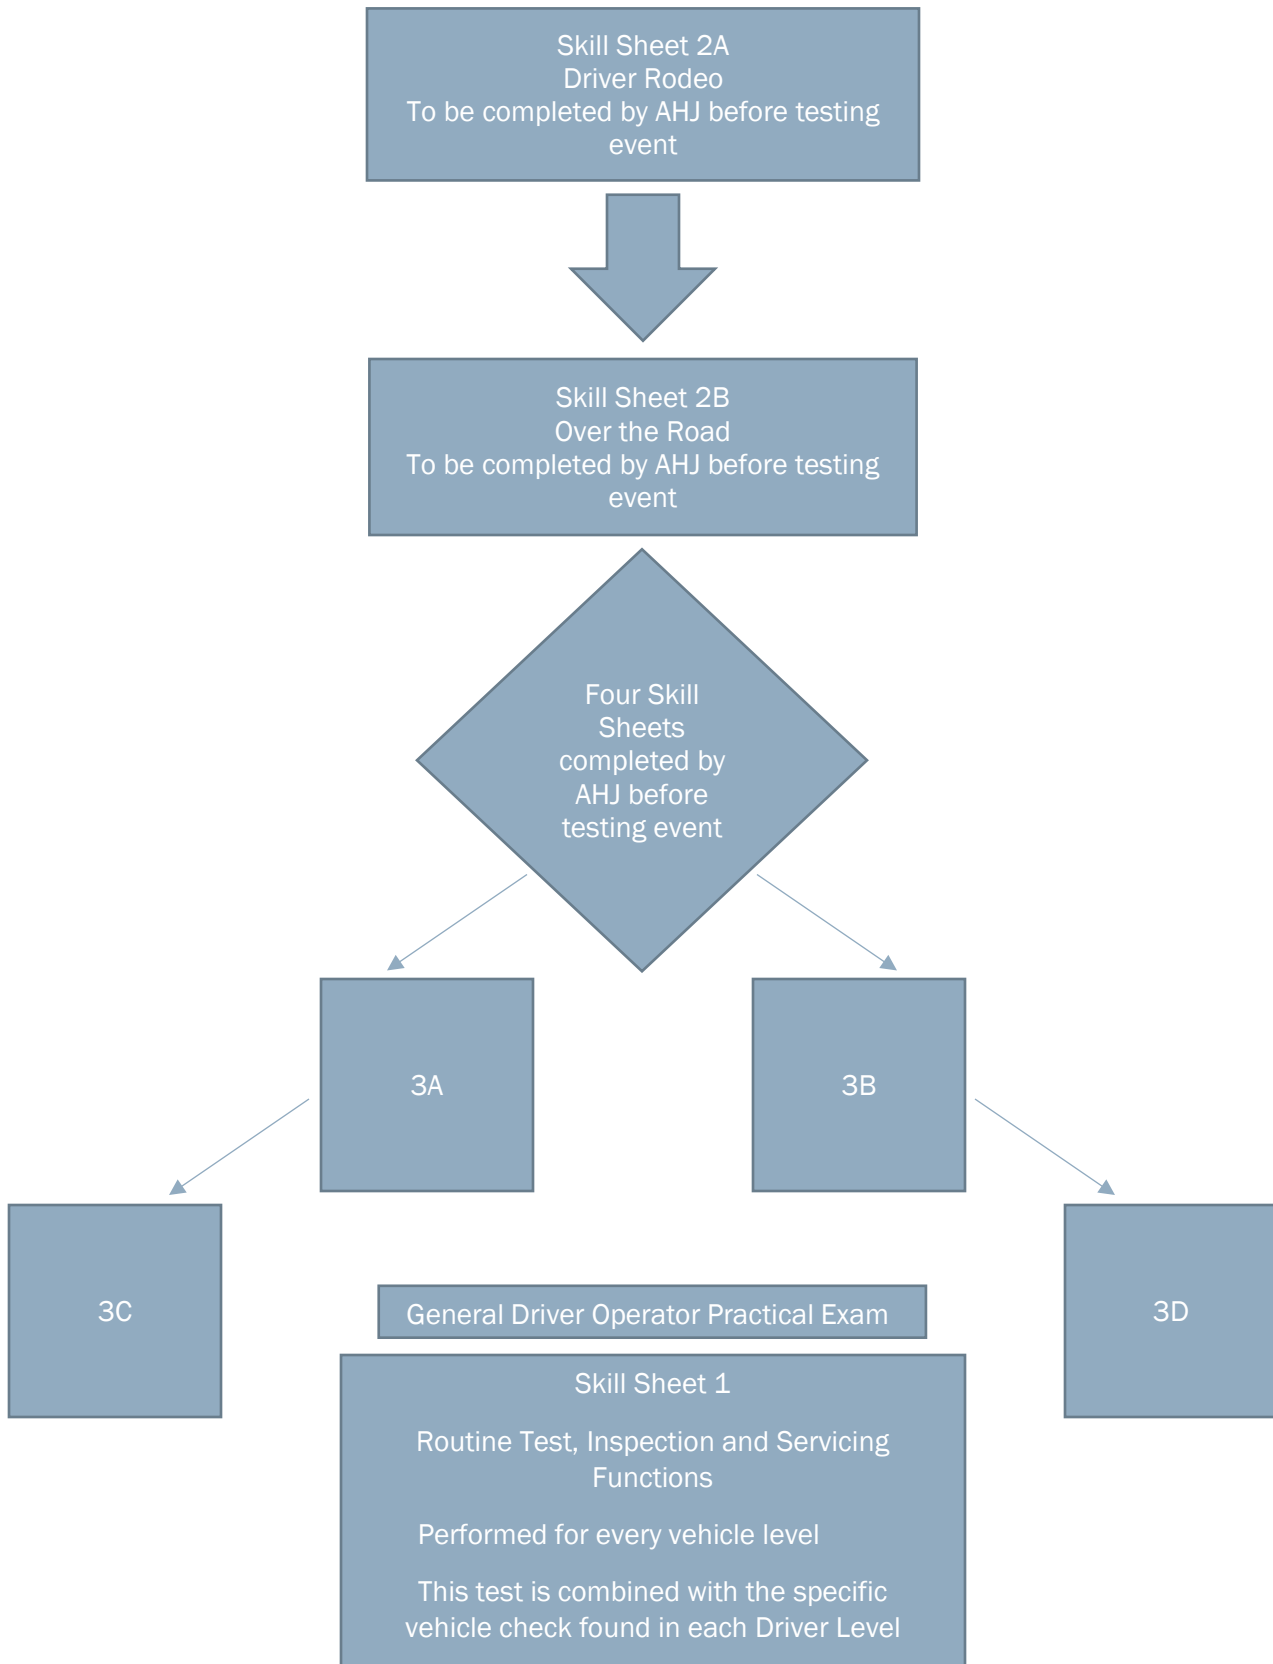 Skill Sheet 2A
Driver Rodeo
To be completed by AHJ before testing
event
Skill Sheet 2B
Over the Road
To be completed by AHJ before testing
event
Four Skill
Sheets
completed by
AHJ before
testing event
3A
3B
3C
3D
General Driver Operator Practical Exam
Skill Sheet 1
Routine Test, Inspection and Servicing
Functions
Performed for every vehicle level
This test is combined with the specific
vehicle check found in each Driver Level